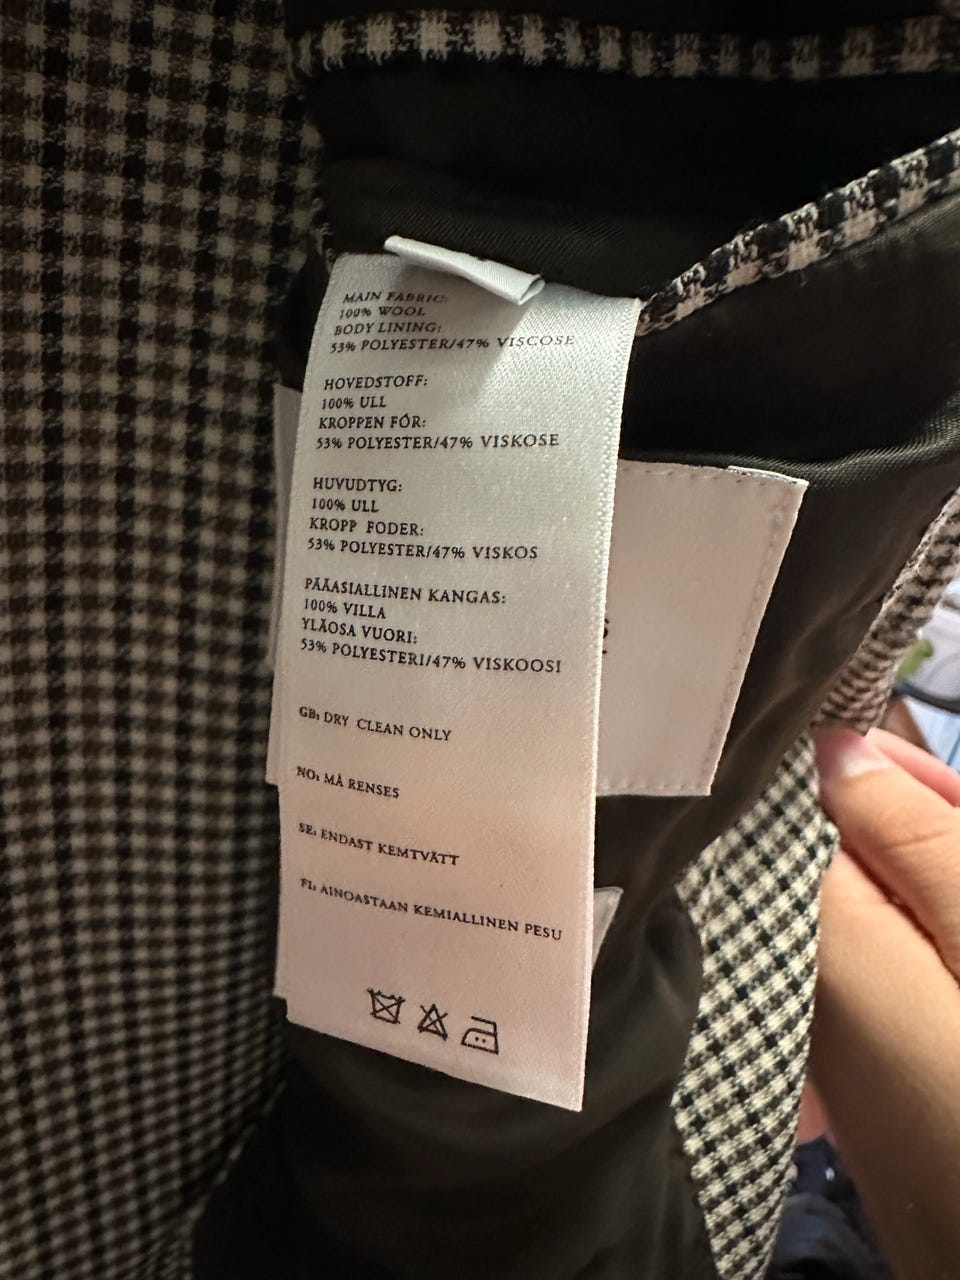 MAIN FABRIC:
100% WOOL
BODY LINING:
53% POLYESTER/47% VISCOSE
HOVEDSTOFF:
100% ULL
KROPPEN FÔR:
53% POLYESTER/47% VISKOSE
HUVUDTYG:
100% ULL
KROPP FODER:
53% POLYESTER/47% VISKOS
PÄÄASIALLINEN KANGAS:
100% VILLA
YLÄOSA VUORI:
53% POLYESTERI/47% VISKOOSI
GB: DRY CLEAN ONLY
NO: MÅ RENSES
SE: ENDAST KEMTVÄTT
FI: AINOASTAAN KEMIALLINEN PESU